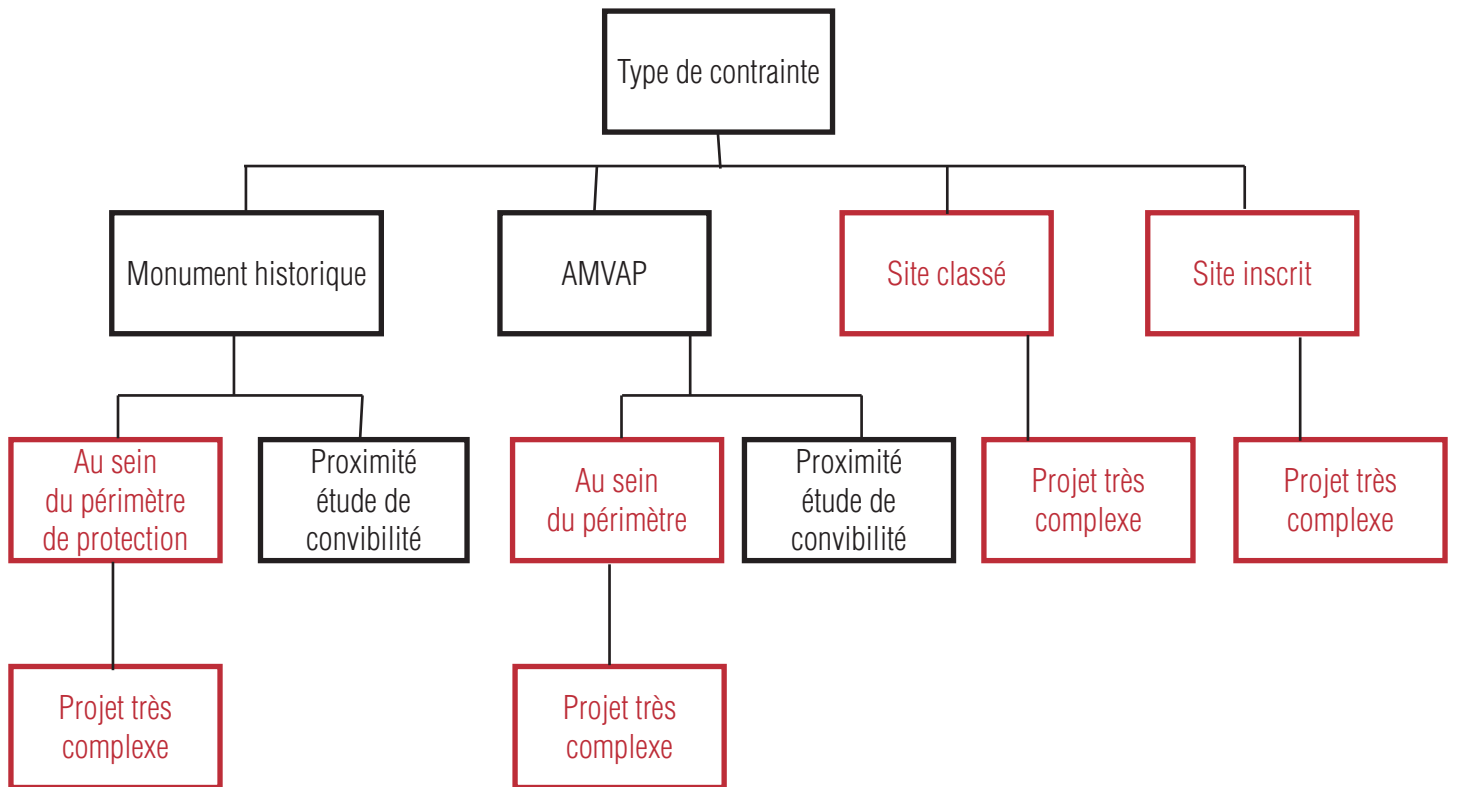 Type de contrainte
Monument historique
AMVAP
Site classé
Site inscrit
Au sein
du périmètre
de protection
Proximité
étude de
convibilité
Au sein
du périmètre
Proximité
étude de
convibilité
Projet très
complexe
Projet très
complexe
Projet très
complexe
Projet très
complexe